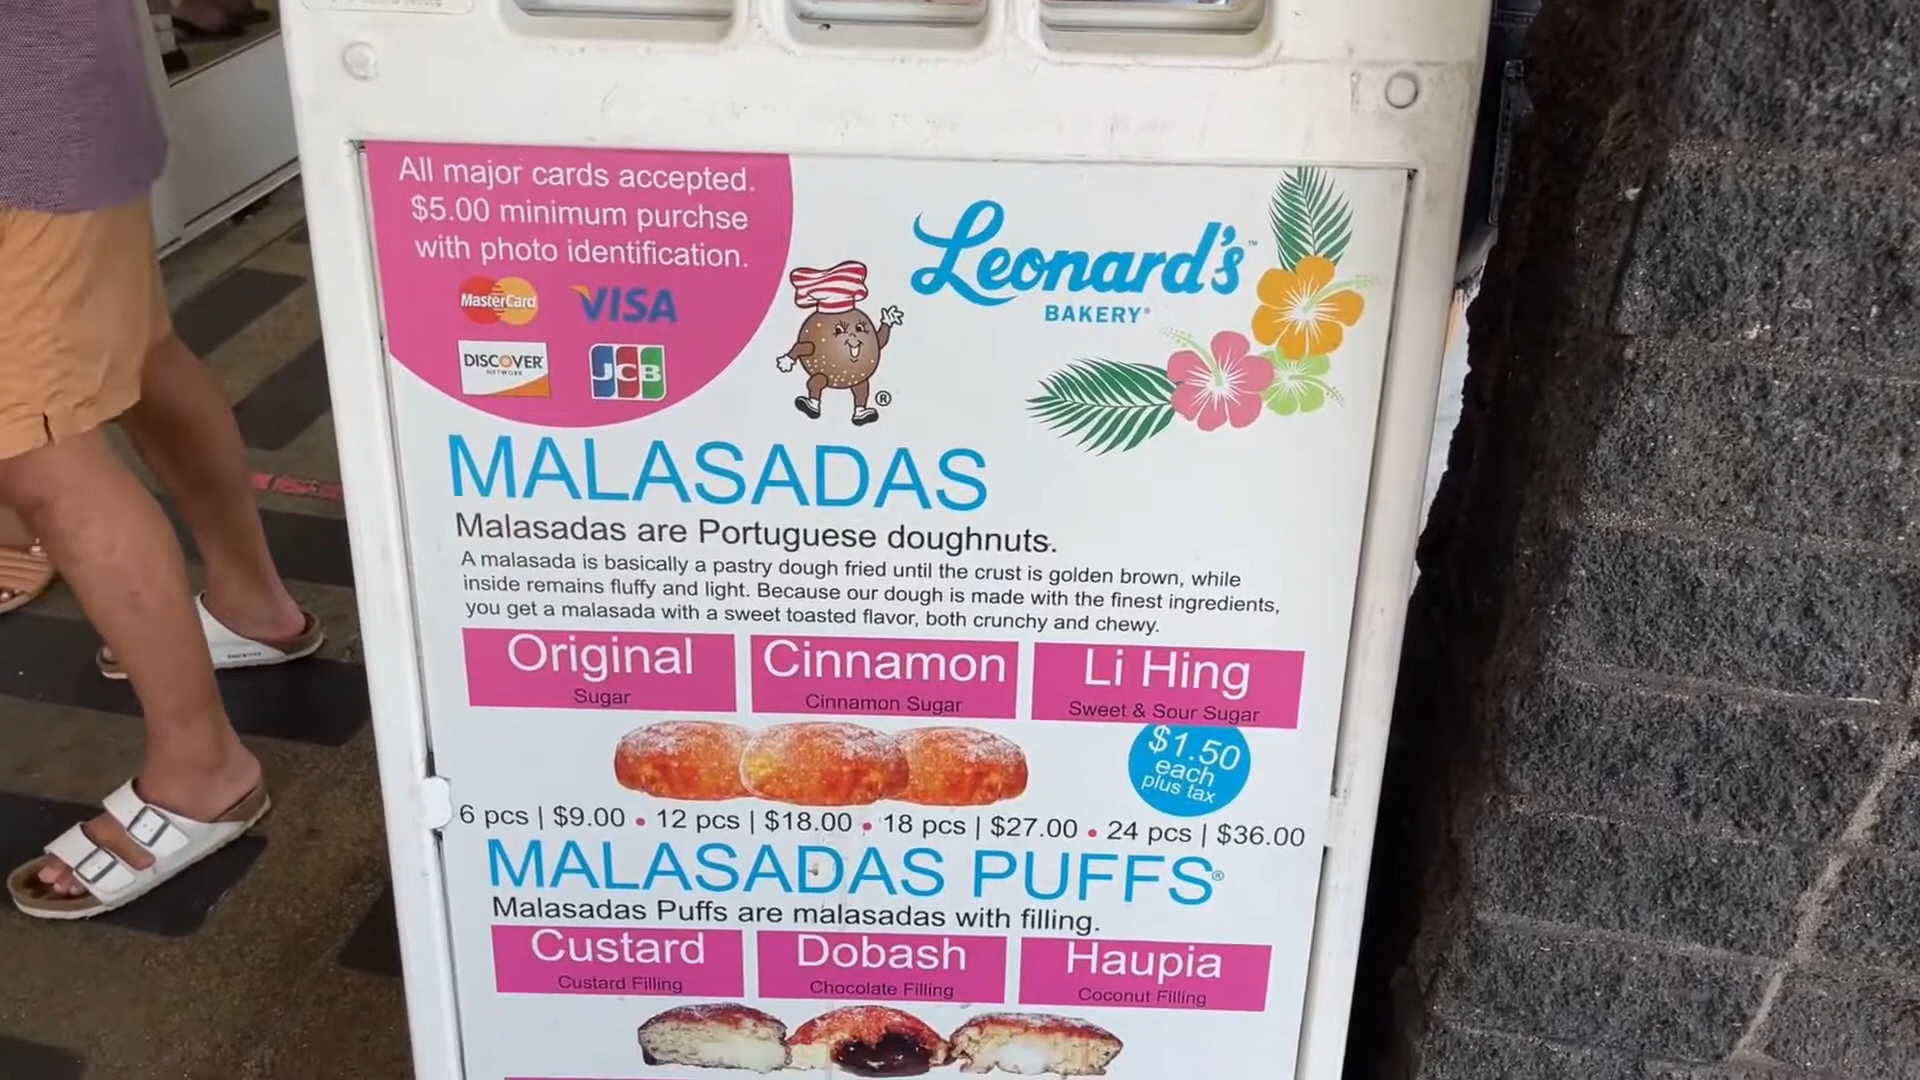 All major cards accepted.
$5.00 minimum purchse
with photo identification.
MasterCard VISA
DISCOVER
NETWORK
JCB
Leonard's™
BAKERY®
®
MALASADAS
Malasadas are Portuguese doughnuts.
A malasada is basically a pastry dough fried until the crust is golden brown, while
inside remains fluffy and light. Because our dough is made with the finest ingredients,
you get a malasada with a sweet toasted flavor, both crunchy and chewy.
Original
Sugar
Cinnamon
Cinnamon Sugar
Li Hing
Sweet & Sour Sugar
$1.50
each
plus tax
6 pcs | $9.00 • 12 pcs | $18.00 • 18 pcs | $27.00 • 24 pcs | $36.00
MALASADAS PUFFS®
Malasadas Puffs are malasadas with filling.
Custard
Custard Filling
Dobash
Chocolate Filling
Haupia
Coconut Filling